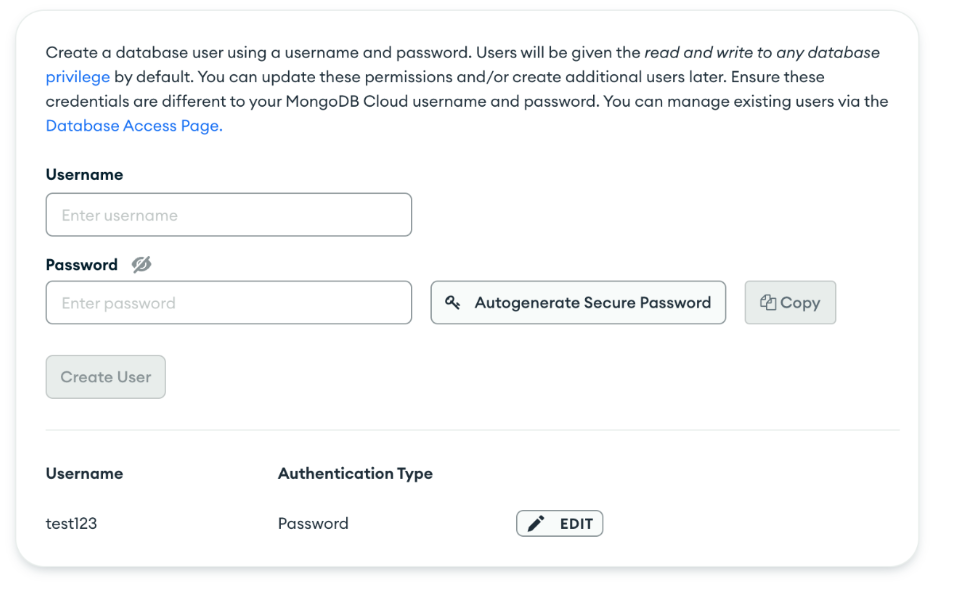 Create a database user using a username and password. Users will be given the read and write to any database
privilege by default. You can update these permissions and/or create additional users later. Ensure these
credentials are different to your MongoDB Cloud username and password. You can manage existing users via the
Database Access Page.
Username
Enter username
Password
Enter password
Autogenerate Secure Password
Copy
Create User
Username Authentication Type
test123 Password EDIT